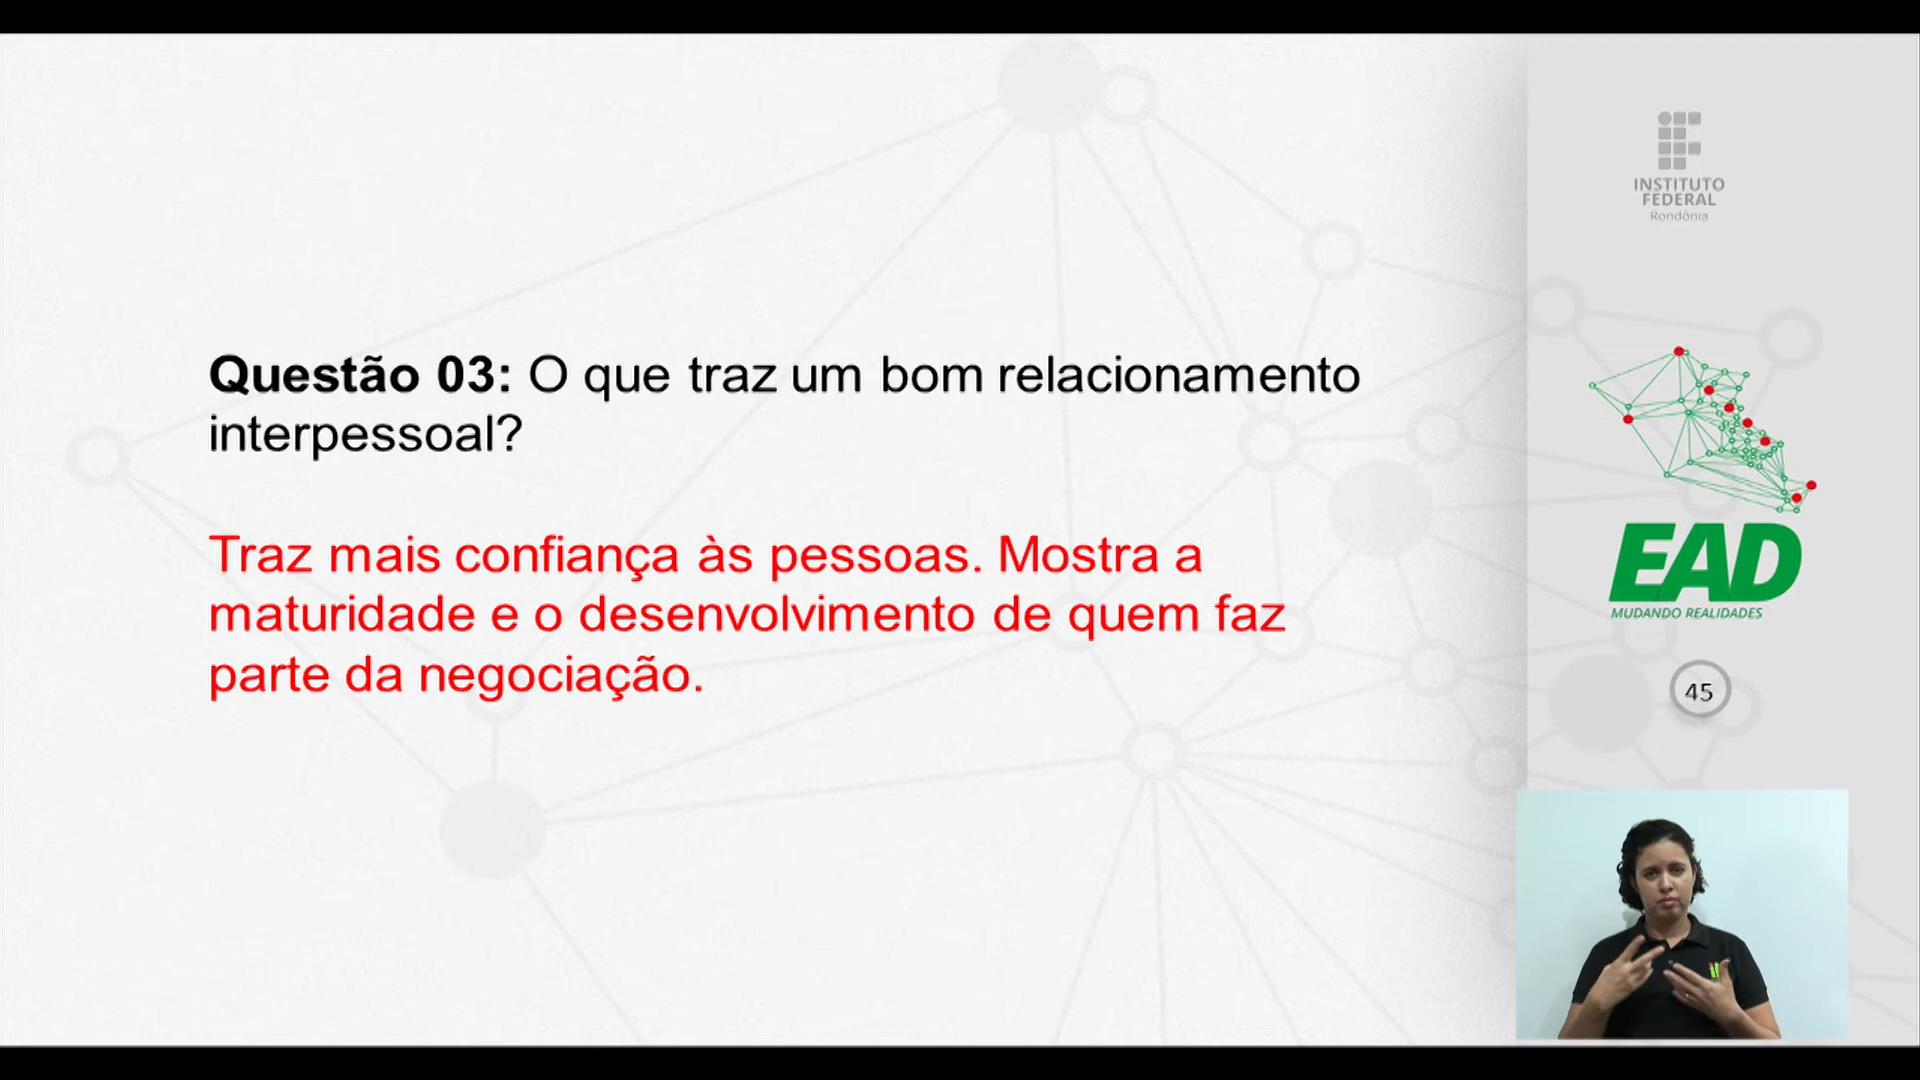 Questão 03: O que traz um bom relacionamento
interpessoal?
Traz mais confiança às pessoas. Mostra a
maturidade e o desenvolvimento de quem faz
parte da negociação.
INSTITUTO
FEDERAL
Rondônia
EAD
MUDANDO REALIDADES
45